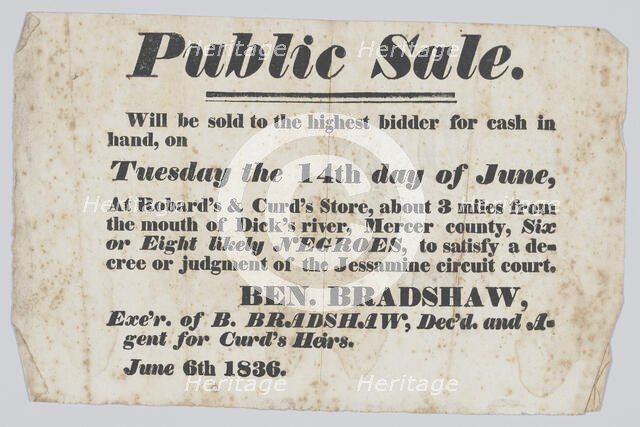 Public Sale.
Will be sold to the highest bidder for cash in
hand, on
Tuesday the 14th day of June,
At Hobard's & Curd's Store, about 3 miles from
the mouth of Dick's river, Mercer county, Six
or Eight likely NEGROES, to satisfy a de-
cree or judgment of the Jessamine circuit court.
BEN. BRADSHAW,
Exe'r. of B. BRADSHAW, Dec'd. and A-
gent for Curd's Heirs.
June 6th 1836.